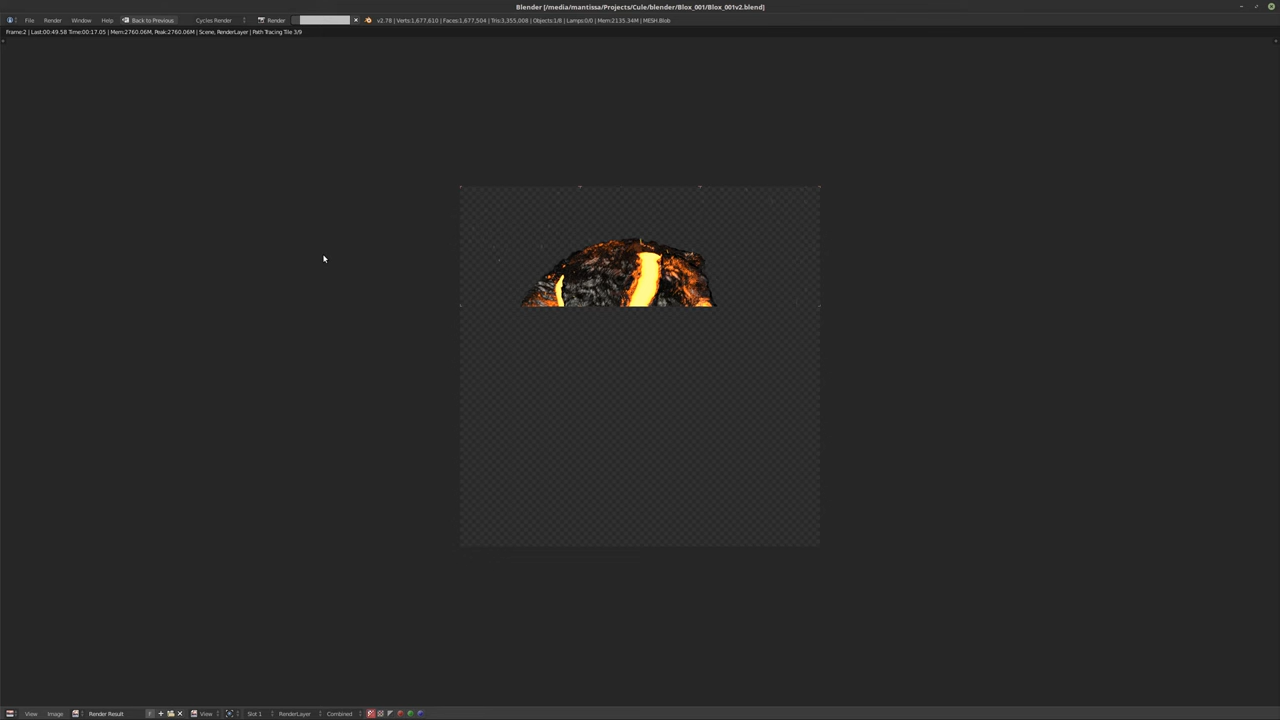 Blender [/media/mantissa/Projects/Cule/blender/Blox_001/Blox_001v2.blend]
File Render Window Help Back to Previous Cycles Render Render v2.78 | Verts:1,677,610 | Faces:1,677,504 | Tris:3,355,008 | Objects:1/8 | Lamps:0/0 | Mem:2135.34M | MESH.Blob
Frame:2 | Last:00:49.58 Time:00:17.05 | Mem:2760.06M, Peak:2760.06M | Scene, RenderLayer | Path Tracing Tile 3/9
View Image Render Result F View Slot 1 RenderLayer Combined